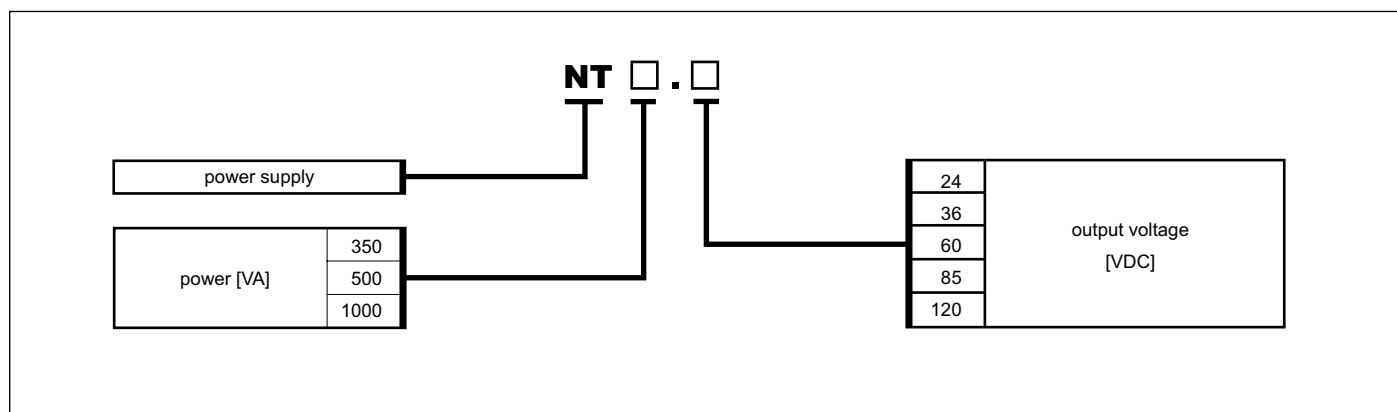 NT □ . □
power supply
power [VA]
350
500
1000
24
36
60
85
120
output voltage
[VDC]